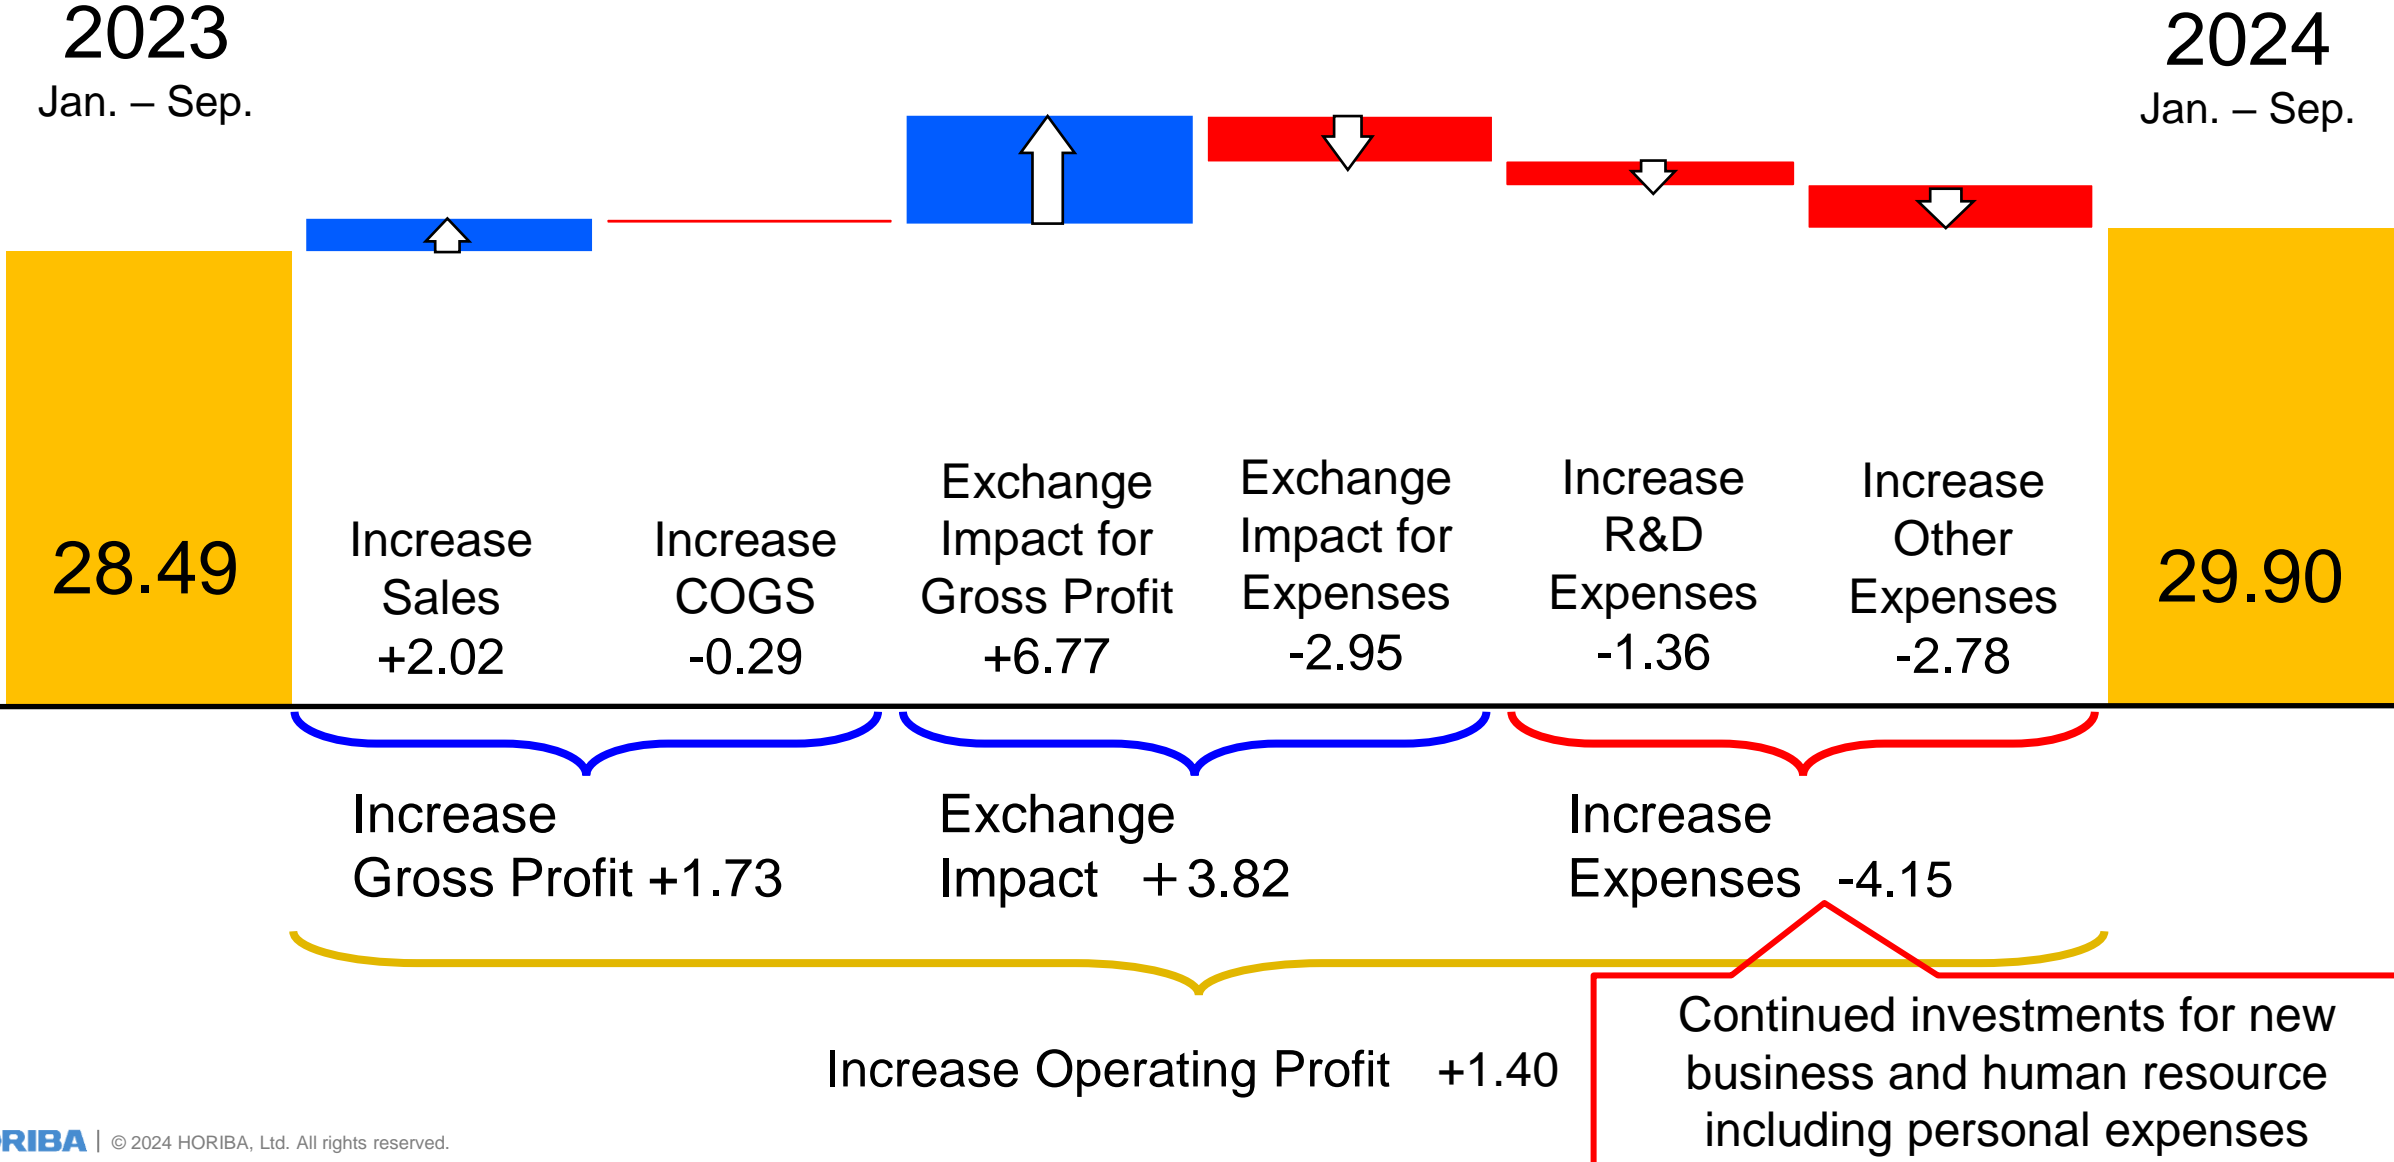 2023
Jan. – Sep.
2024
Jan. – Sep.
28.49
Increase
Sales
+2.02
Increase
COGS
-0.29
Exchange
Impact for
Gross Profit
+6.77
Exchange
Impact for
Expenses
-2.95
Increase
R&D
Expenses
-1.36
Increase
Other
Expenses
-2.78
29.90
Increase
Gross Profit +1.73
Exchange
Impact ＋3.82
Increase
Expenses -4.15
Increase Operating Profit +1.40
Continued investments for new
business and human resource
including personal expenses
RIBA | © 2024 HORIBA, Ltd. All rights reserved.